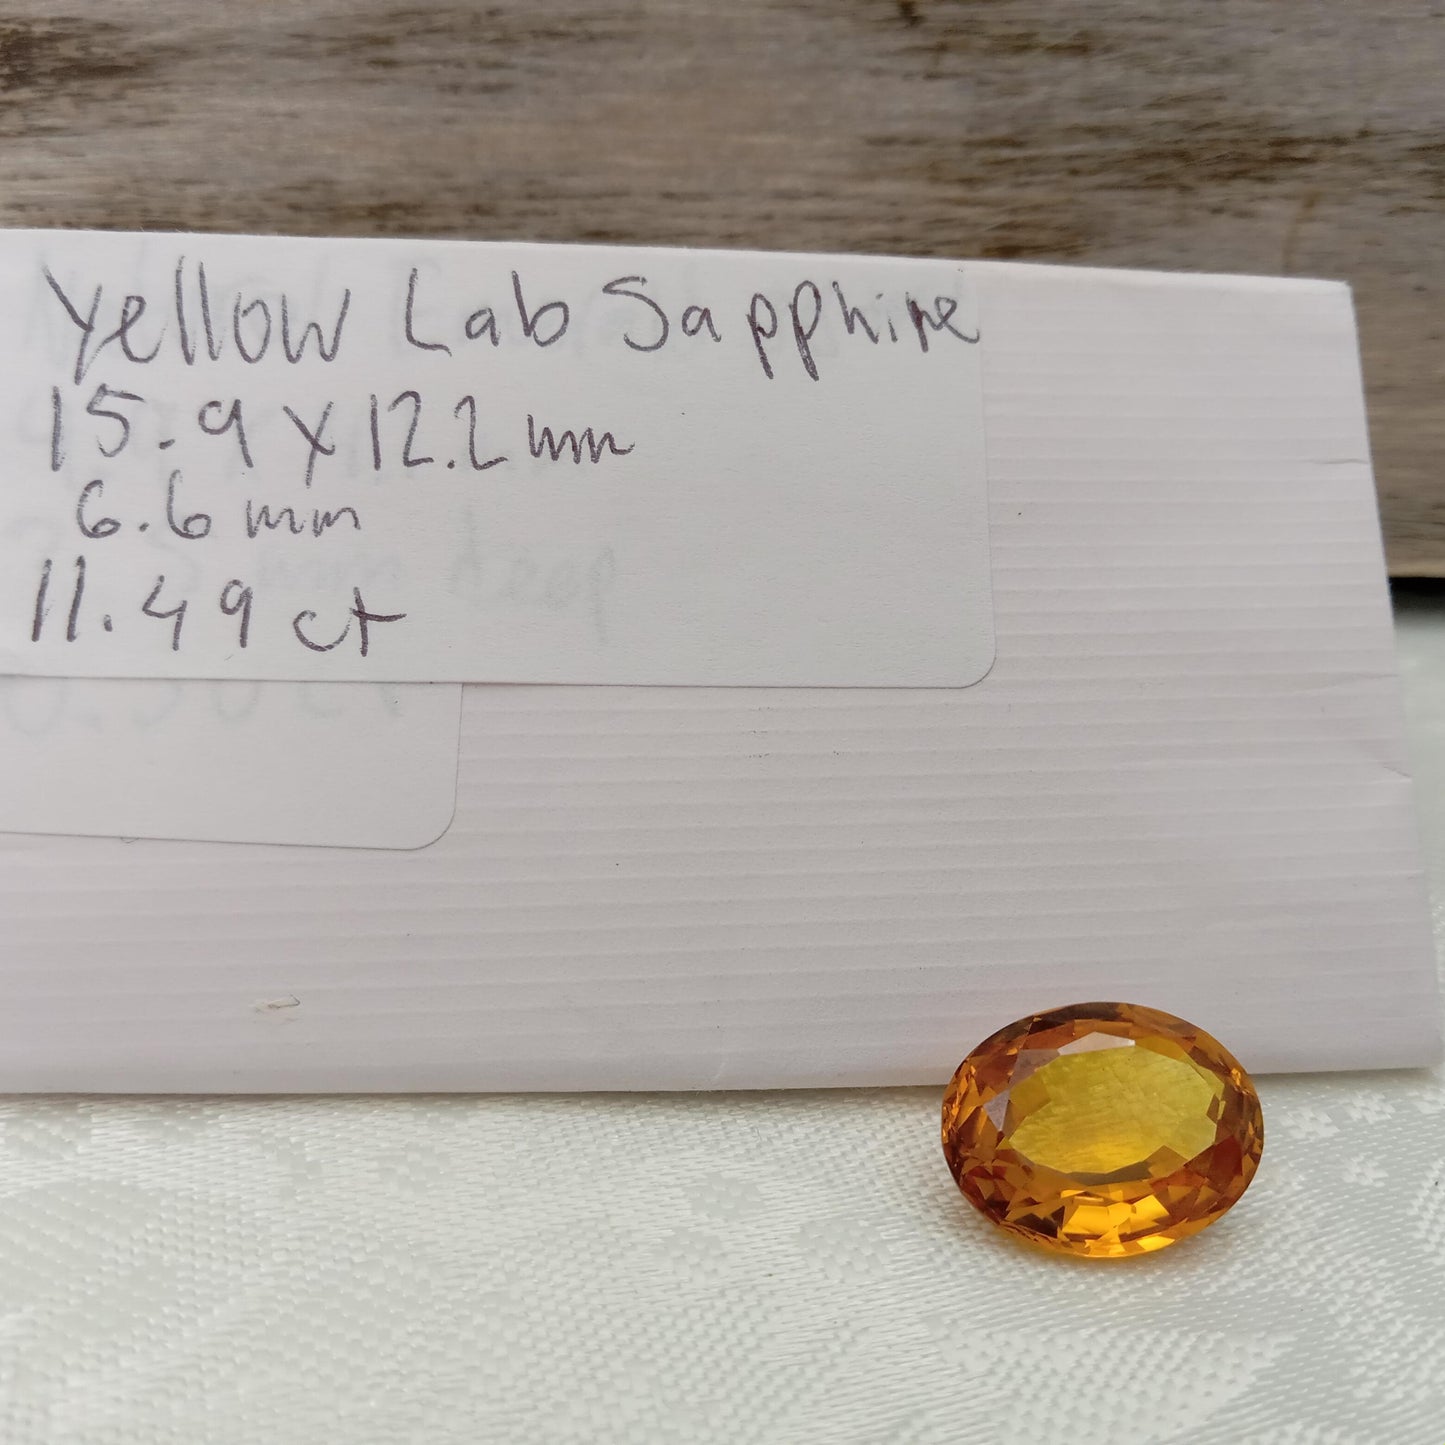 Yellow Lab Sapphire
15.9 x 12.2 mm
6.6 mm
11.49 ct